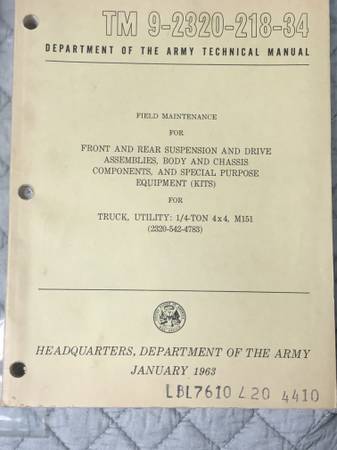 TM 9-2320-218-34
DEPARTMENT OF THE ARMY TECHNICAL MANUAL
FIELD MAINTENANCE
FOR
FRONT AND REAR SUSPENSION AND DRIVE
ASSEMBLIES, BODY AND CHASSIS
COMPONENTS, AND SPECIAL PURPOSE
EQUIPMENT (KITS)
FOR
TRUCK, UTILITY: 1/4-TON 4x4, M151
(2320-542-4783)
HEADQUARTERS, DEPARTMENT OF THE ARMY
JANUARY 1963
LBL7610 L20 4410